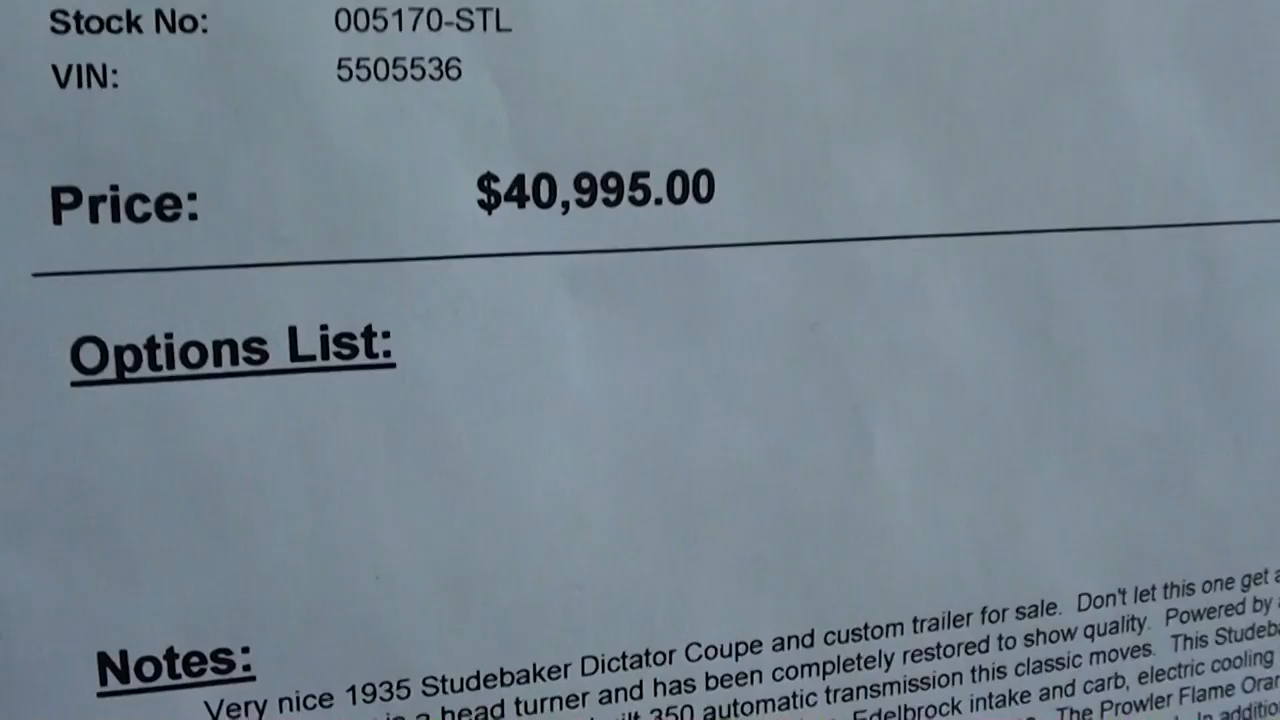 Stock No: 005170-STL
VIN: 5505536
Price: $40,995.00
Options List:
Notes:
Very nice 1935 Studebaker Dictator Coupe and custom trailer for sale. Don't let this one get
a head turner and has been completely restored to show quality. Powered by
350 automatic transmission this classic moves. This
Edelbrock intake and carb, electric cooling
The Prowler Flame